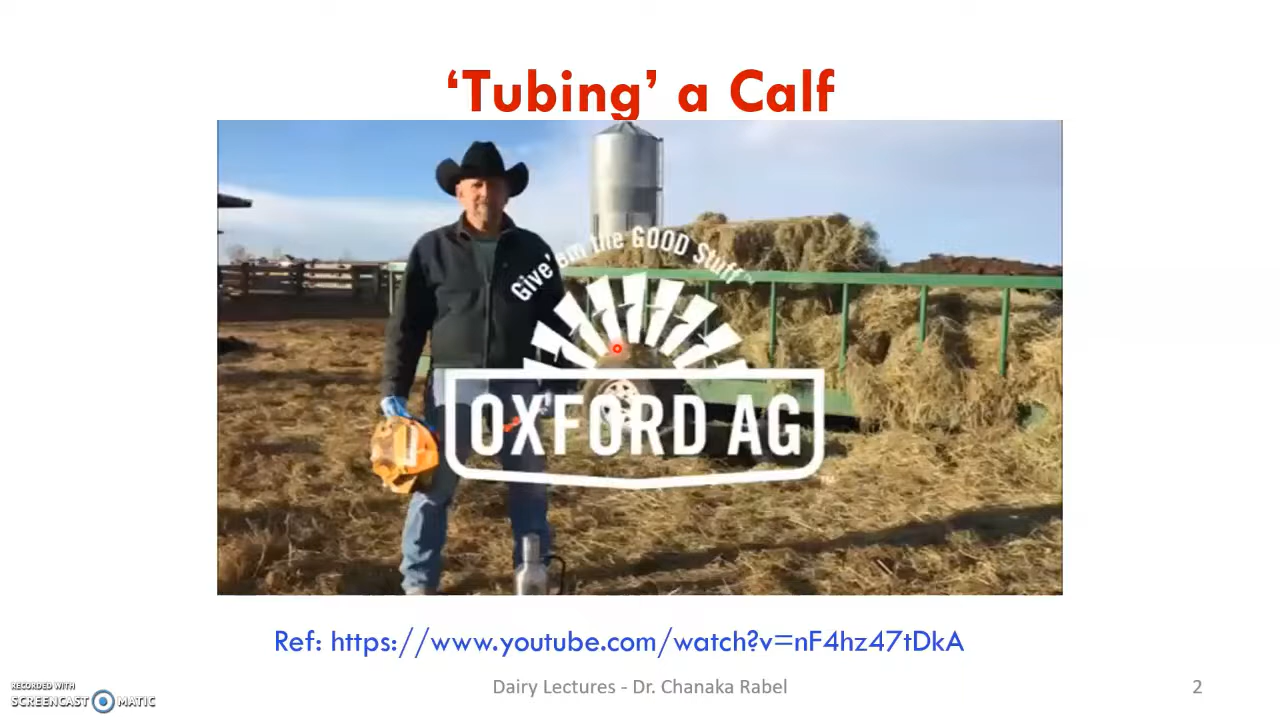 ‘Tubing’ a Calf
Give' em the GOOD Stuff™
OXFORD AG
Ref: https://www.youtube.com/watch?v=nF4hz47tDkA
Dairy Lectures - Dr. Chanaka Rabel
2
RECORDED WITH
SCREENCAST MATIC